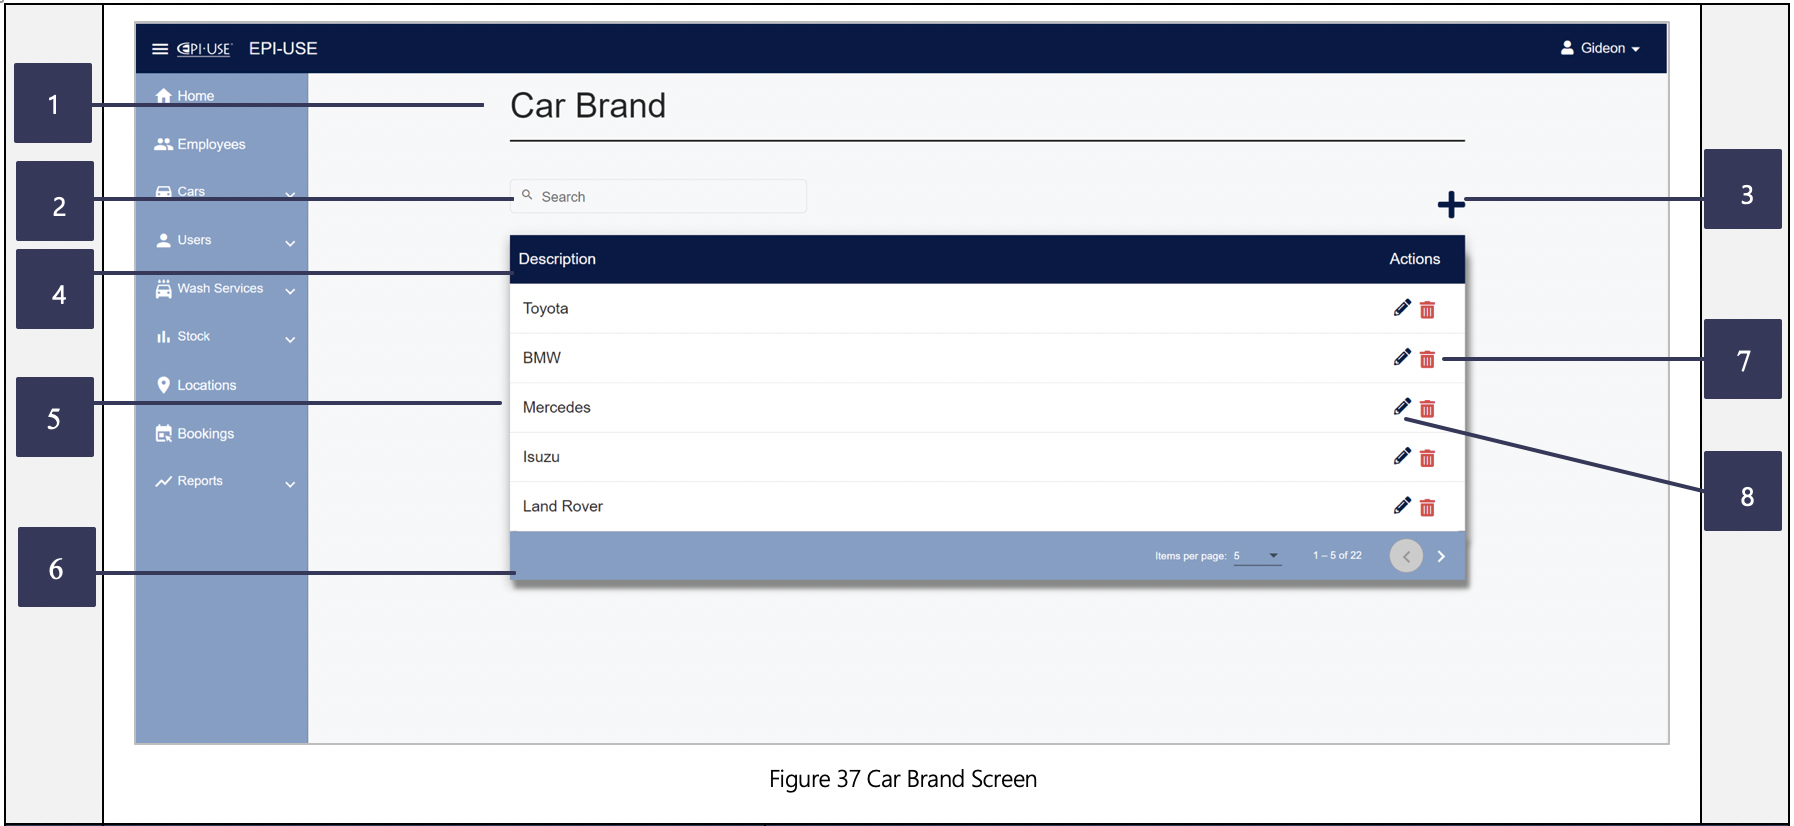 EPI·USE EPI-USE Gideon
1 Home Car Brand
Employees
2 Cars Search 3
Users
4 Description Actions
Wash Services
Toyota
Stock
BMW 7
Locations
5 Mercedes
Bookings
Isuzu
Reports 8
Land Rover
6 Items per page: 5 1 – 5 of 22
Figure 37 Car Brand Screen